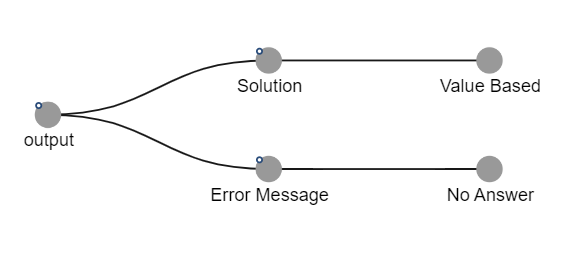 Solution
Value Based
output
Error Message
No Answer